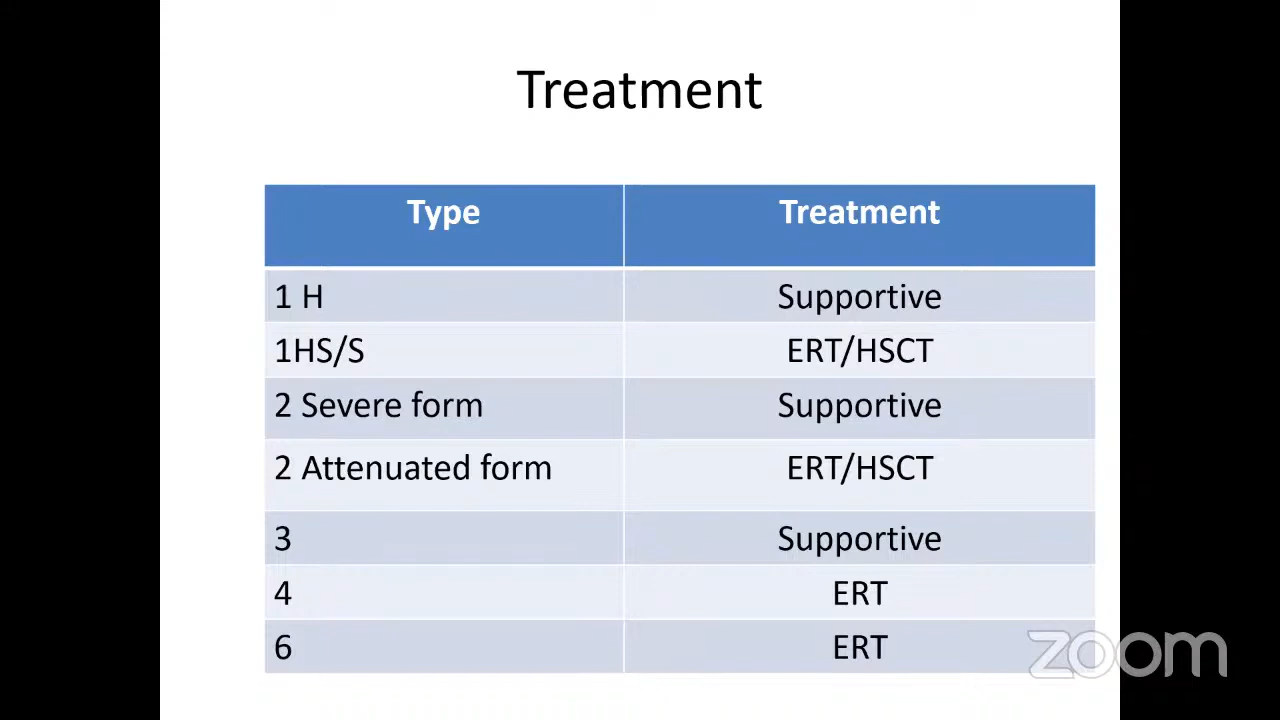 Treatment
Type Treatment
1 H Supportive
1HS/S ERT/HSCT
2 Severe form Supportive
2 Attenuated form ERT/HSCT
3 Supportive
4 ERT
6 ERT
zoom